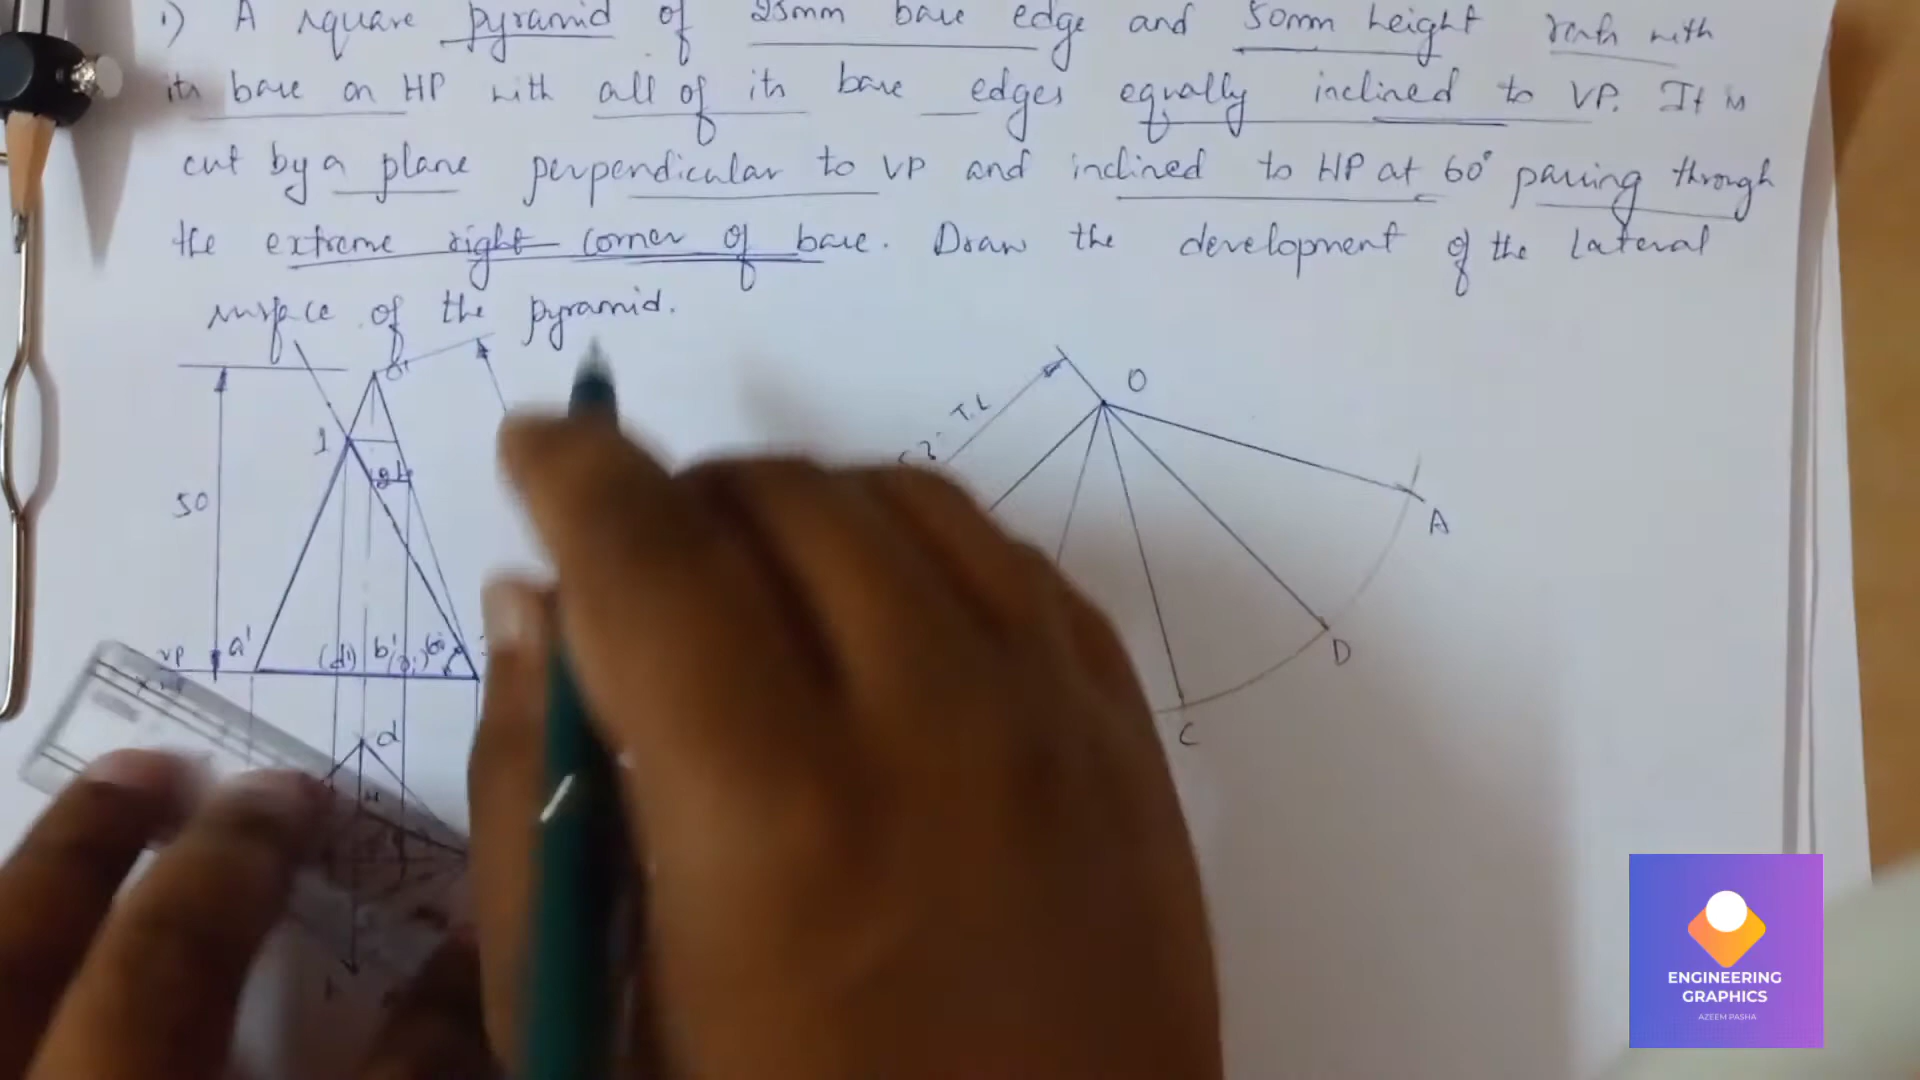 1) A square pyramid of 25mm base edge and 50mm height rests with
its base on HP with all of its base edges equally inclined to VP. It is
cut by a plane perpendicular to VP and inclined to HP at 60° passing through
the extreme right corner of base. Draw the development of the lateral
surface of the pyramid.
o'
O
T.L
1
50
A
a'
(d')
b'
60°
VP
D
C
d
ENGINEERING
GRAPHICS
AZEEM PASHA